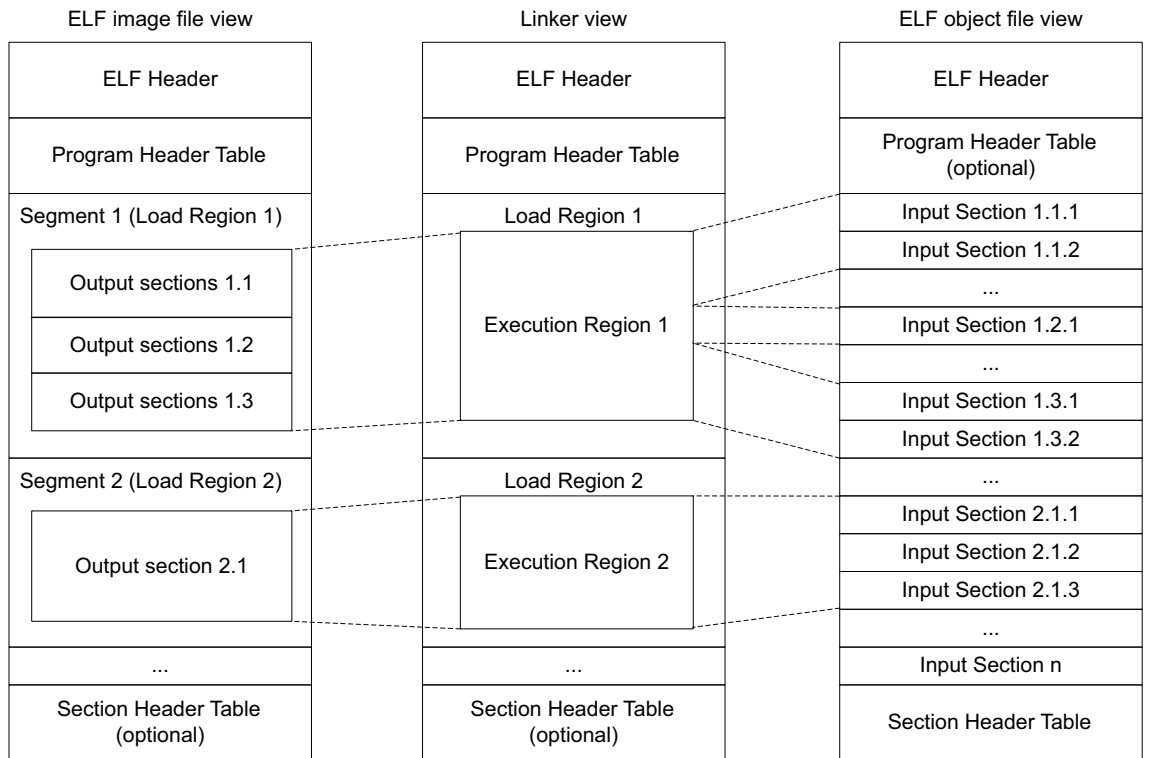 ELF image file view
ELF Header
Program Header Table
Segment 1 (Load Region 1)
Output sections 1.1
Output sections 1.2
Output sections 1.3
Segment 2 (Load Region 2)
Output section 2.1
...
Section Header Table
(optional)
Linker view
ELF Header
Program Header Table
Load Region 1
Execution Region 1
Load Region 2
Execution Region 2
...
Section Header Table
(optional)
ELF object file view
ELF Header
Program Header Table
(optional)
Input Section 1.1.1
Input Section 1.1.2
...
Input Section 1.2.1
...
Input Section 1.3.1
Input Section 1.3.2
...
Input Section 2.1.1
Input Section 2.1.2
Input Section 2.1.3
...
Input Section n
Section Header Table